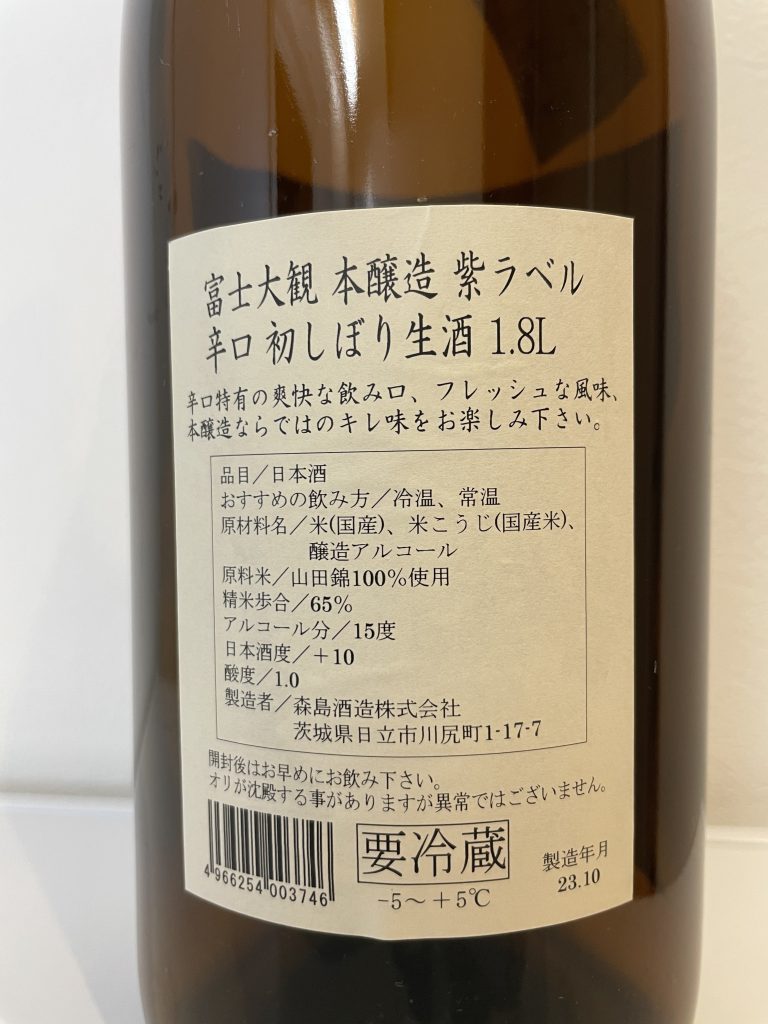 富士大観 本醸造 紫ラベル
辛口 初しぼり生酒 1.8L
辛口特有の爽快な飲み口、フレッシュな風味、
本醸造ならではのキレ味をお楽しみ下さい。
品目/日本酒
おすすめの飲み方/冷温、常温
原材料名/米(国産)、米こうじ(国産米)、
醸造アルコール
原料米/山田錦100%使用
精米歩合/65%
アルコール分/15度
日本酒度/+10
酸度/1.0
製造者/森島酒造株式会社
茨城県日立市川尻町1-17-7
開封後はお早めにお飲み下さい。
オリが沈殿する事がありますが異常ではございません。
4 966254 003746
要冷蔵
-5〜+5℃
製造年月
23.10